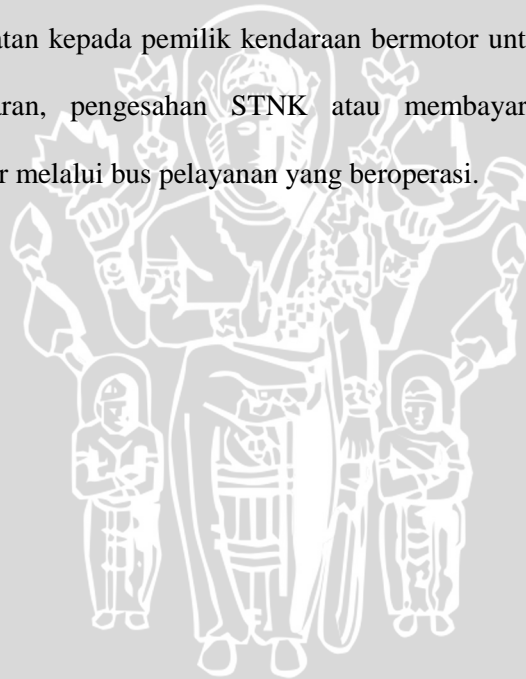 atan kepada pemilik kendaraan bermotor unt
aran, pengesahan STNK atau membayar
r melalui bus pelayanan yang beroperasi.